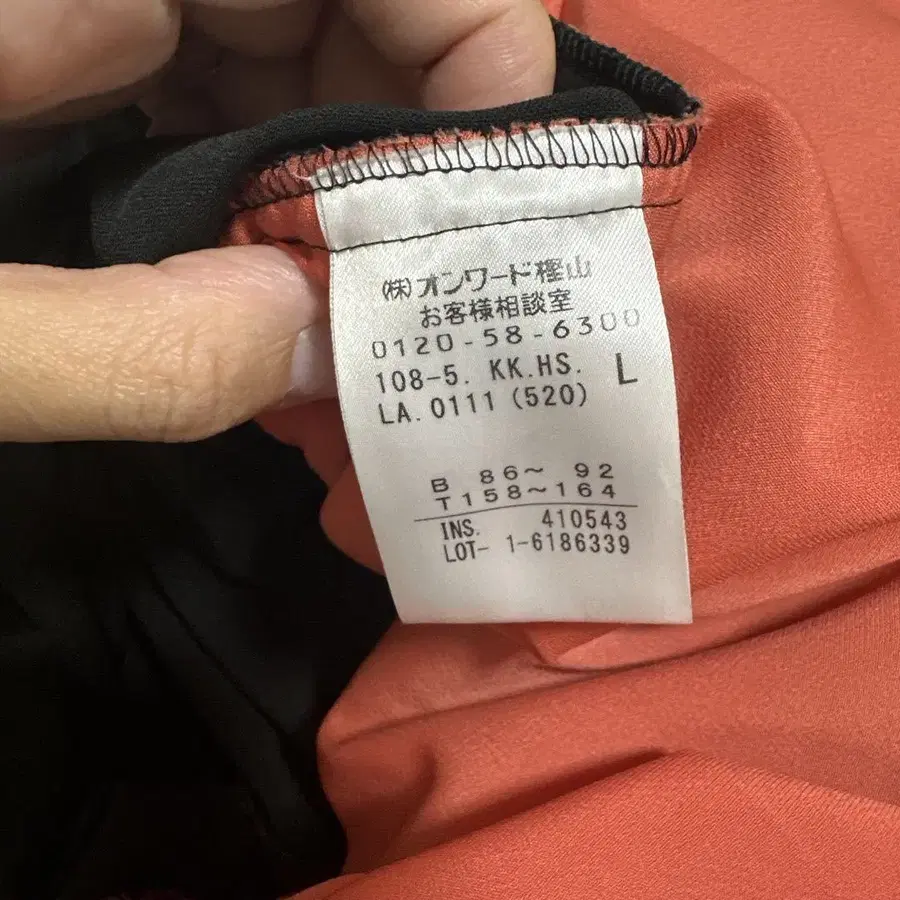 (株)オンワード樫山
お客様相談室
0120-58-6300
108-5. KK.HS. L
LA. 0111 (520)
B 86～ 92
T 158～164
INS. 410543
LOT- 1-6186339